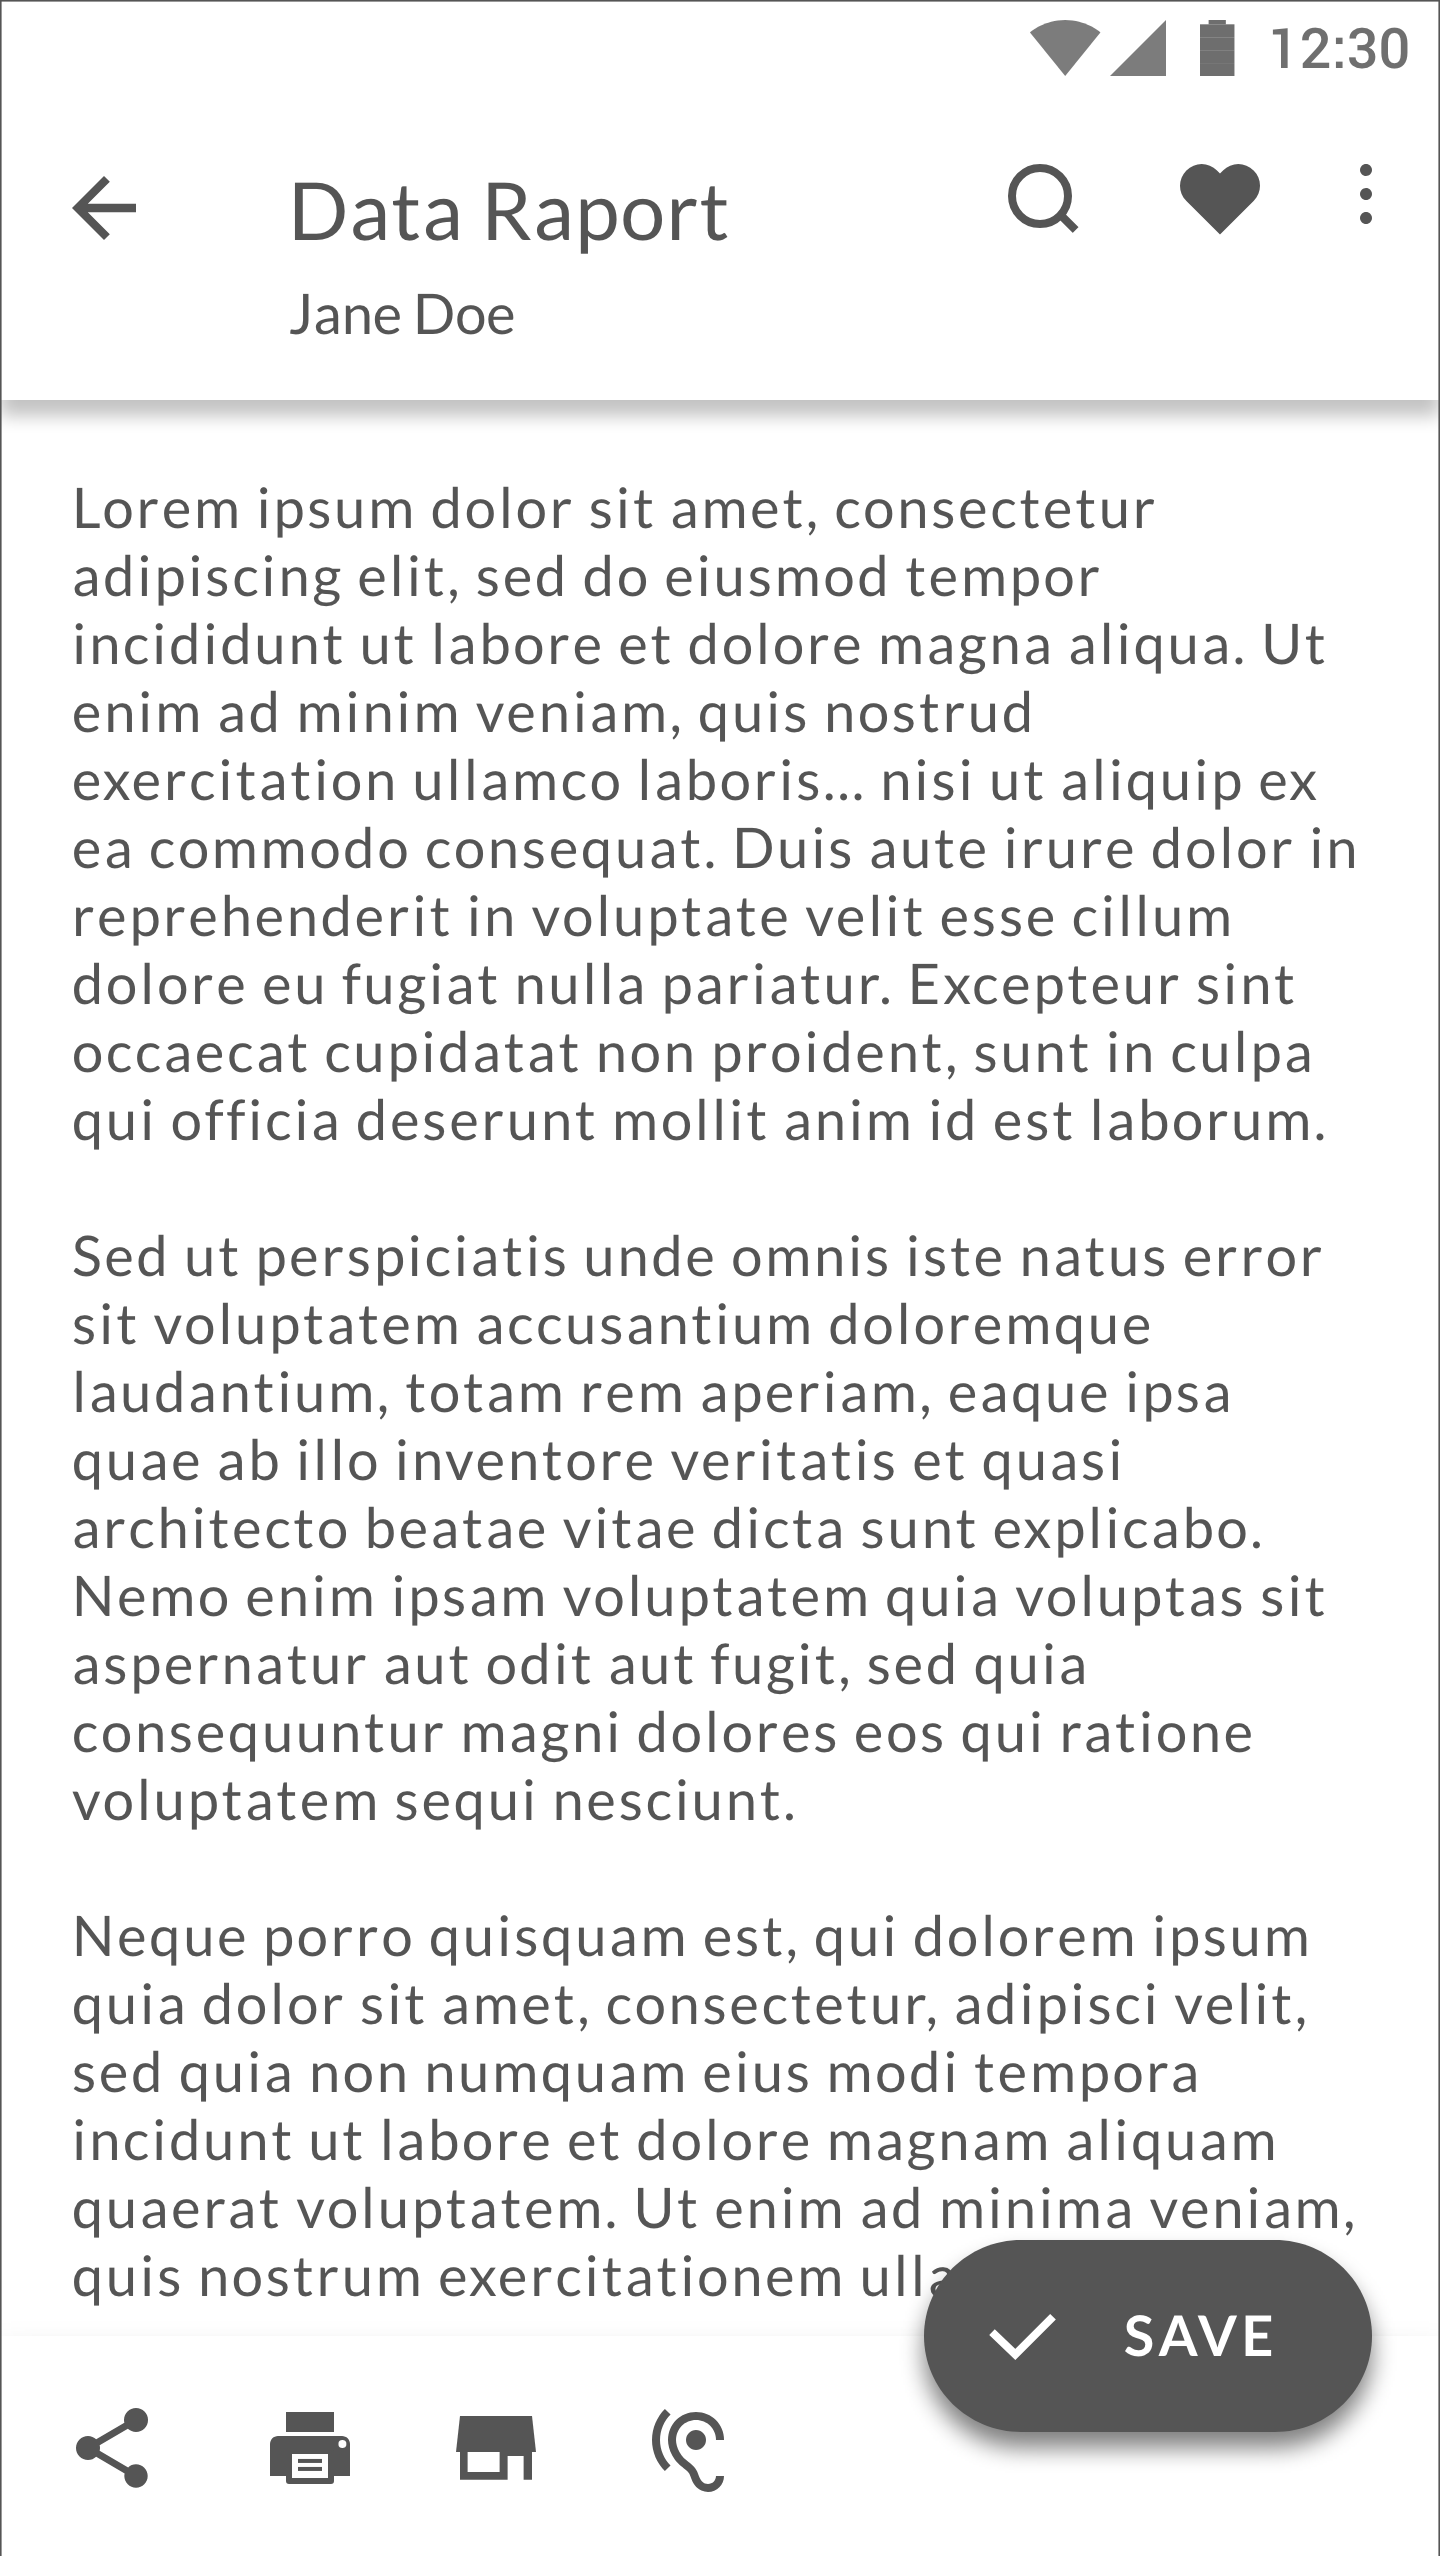 12:30
Data Raport
Jane Doe
Lorem ipsum dolor sit amet, consectetur
adipiscing elit, sed do eiusmod tempor
incididunt ut labore et dolore magna aliqua. Ut
enim ad minim veniam, quis nostrud
exercitation ullamco laboris... nisi ut aliquip ex
ea commodo consequat. Duis aute irure dolor in
reprehenderit in voluptate velit esse cillum
dolore eu fugiat nulla pariatur. Excepteur sint
occaecat cupidatat non proident, sunt in culpa
qui officia deserunt mollit anim id est laborum.
Sed ut perspiciatis unde omnis iste natus error
sit voluptatem accusantium doloremque
laudantium, totam rem aperiam, eaque ipsa
quae ab illo inventore veritatis et quasi
architecto beatae vitae dicta sunt explicabo.
Nemo enim ipsam voluptatem quia voluptas sit
aspernatur aut odit aut fugit, sed quia
consequuntur magni dolores eos qui ratione
voluptatem sequi nesciunt.
Neque porro quisquam est, qui dolorem ipsum
quia dolor sit amet, consectetur, adipisci velit,
sed quia non numquam eius modi tempora
incidunt ut labore et dolore magnam aliquam
quaerat voluptatem. Ut enim ad minima veniam,
quis nostrum exercitationem
SAVE